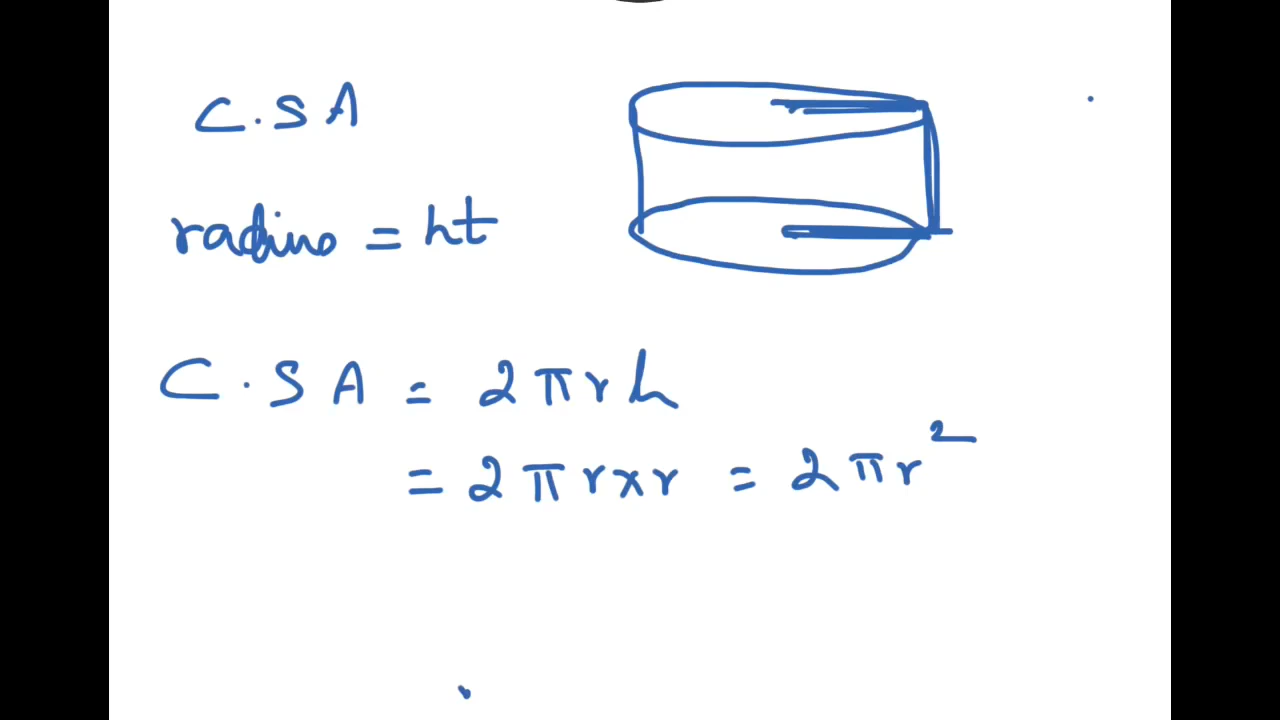 C.SA
radius = ht
C.SA = 2πrh
= 2πr×r = 2πr²